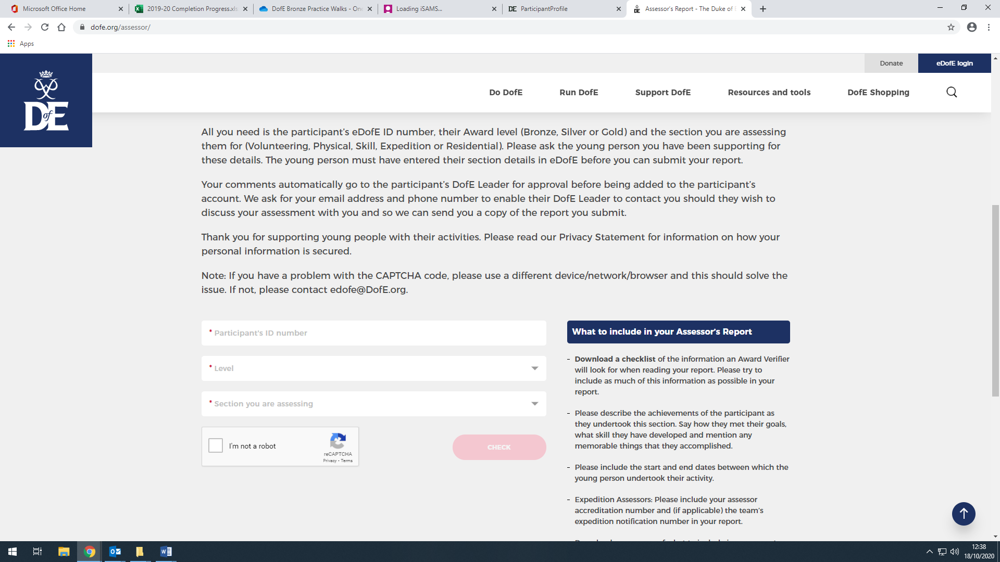 Microsoft Office Home
2019-20 Completion Progress.xls
DofE Bronze Practice Walks - One
Loading iSAMS...
DE ParticipantProfile
Assessor's Report - The Duke of
dofe.org/assessor/
Apps
Donate
eDofE login
DofE
Do DofE
Run DofE
Support DofE
Resources and tools
DofE Shopping
All you need is the participant’s eDofE ID number, their Award level (Bronze, Silver or Gold) and the section you are assessing
them for (Volunteering, Physical, Skill, Expedition or Residential). Please ask the young person you have been supporting for
these details. The young person must have entered their section details in eDofE before you can submit your report.
Your comments automatically go to the participant’s DofE Leader for approval before being added to the participant’s
account. We ask for your email address and phone number to enable their DofE Leader to contact you should they wish to
discuss your assessment with you and so we can send you a copy of the report you submit.
Thank you for supporting young people with their activities. Please read our Privacy Statement for information on how your
personal information is secured.
Note: If you have a problem with the CAPTCHA code, please use a different device/network/browser and this should solve the
issue. If not, please contact edofe@DofE.org.
* Participant's ID number
* Level
* Section you are assessing
I'm not a robot
reCAPTCHA
Privacy - Terms
CHECK
What to include in your Assessor’s Report
- Download a checklist of the information an Award Verifier
will look for when reading your report. Please try to
include as much of this information as possible in your
report.
- Please describe the achievements of the participant as
they undertook this section. Say how they met their goals,
what skill they have developed and mention any
memorable things that they accomplished.
- Please include the start and end dates between which the
young person undertook their activity.
- Expedition Assessors: Please include your assessor
accreditation number and (if applicable) the team’s
expedition notification number in your report.
12:38
18/10/2020